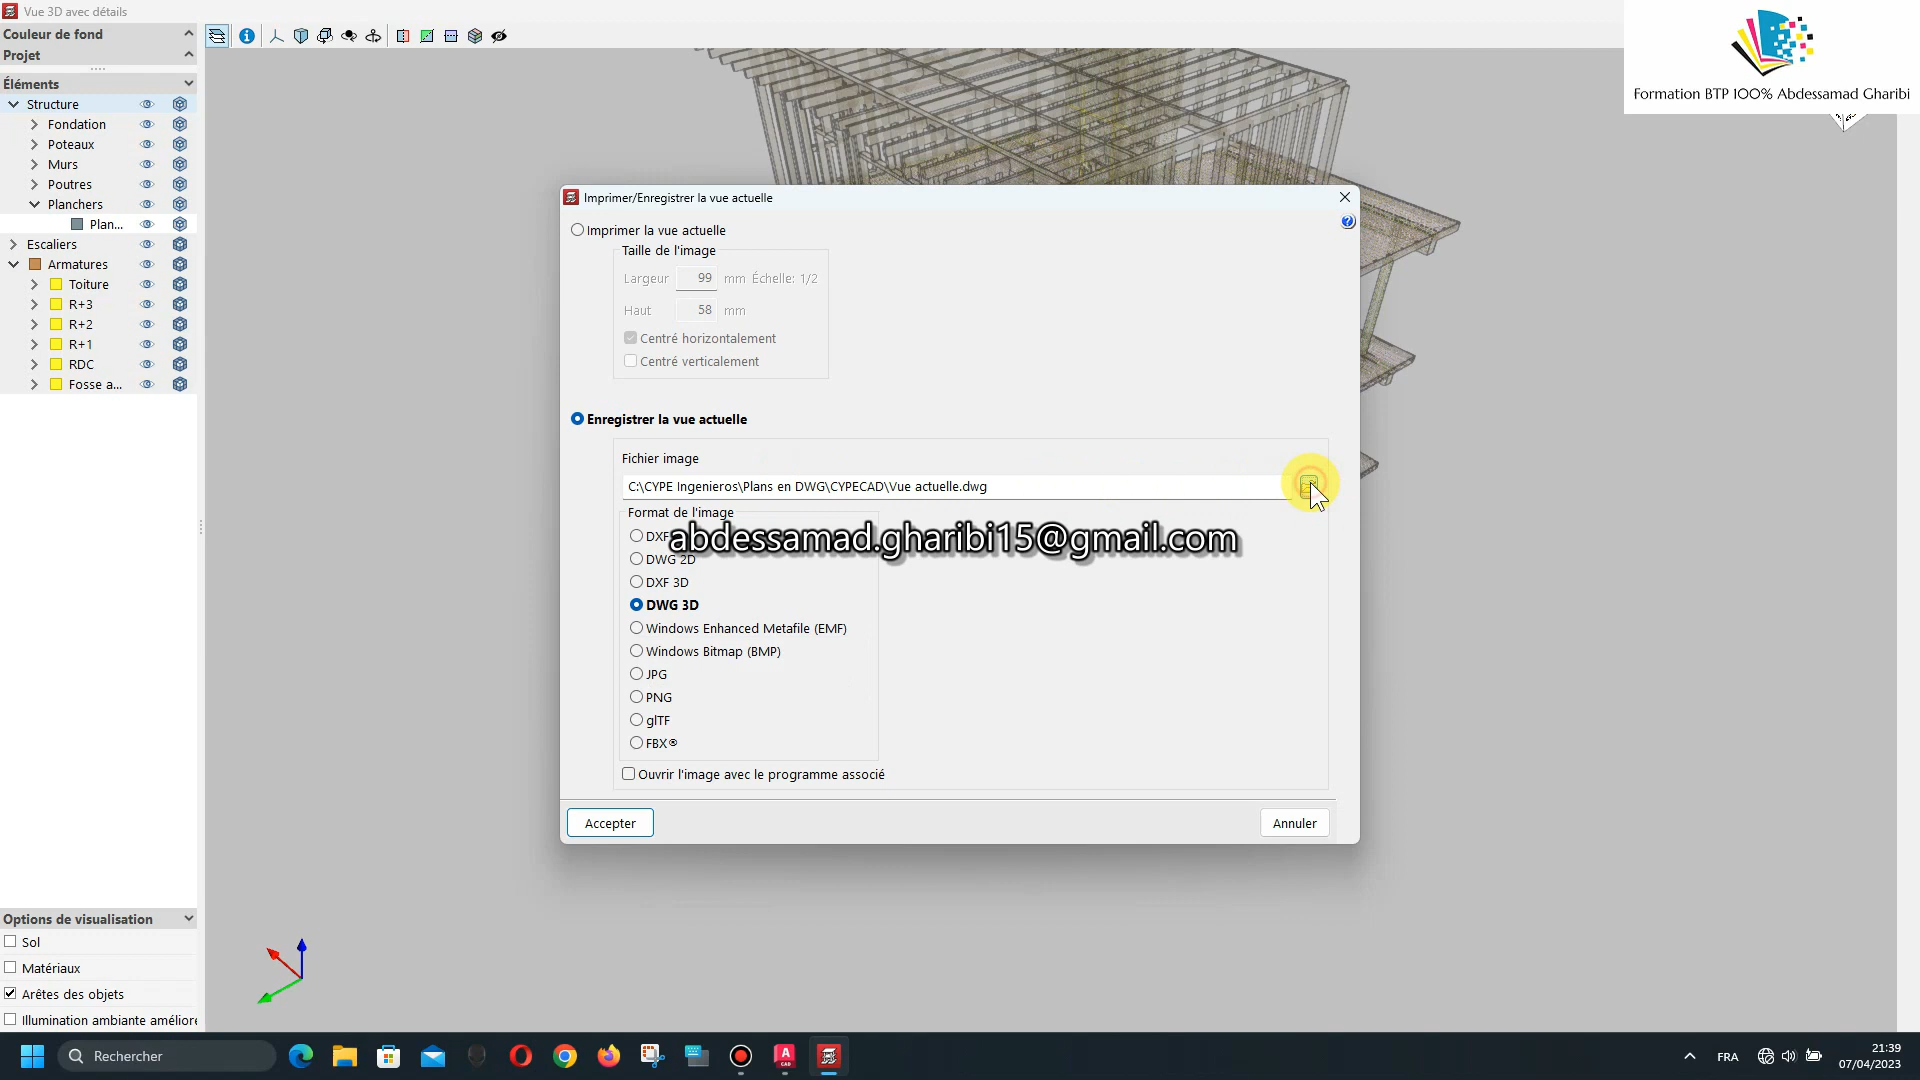 Vue 3D avec détails
Couleur de fond
Projet
Éléments
Structure
Fondation
Poteaux
Murs
Poutres
Planchers
Plan...
Escaliers
Armatures
Toiture
R+3
R+2
R+1
RDC
Fosse a...
Options de visualisation
Sol
Matériaux
Arêtes des objets
Illumination ambiante améliore
Formation BTP 100% Abdessamad Gharibi
Imprimer/Enregistrer la vue actuelle
Imprimer la vue actuelle
Taille de l'image
Largeur 99 mm Échelle: 1/2
Haut 58 mm
Centré horizontalement
Centré verticalement
Enregistrer la vue actuelle
Fichier image
C:\CYPE Ingenieros\Plans en DWG\CYPECAD\Vue actuelle.dwg
Format de l'image
DXF
abdessamad.gharibi15@gmail.com
DWG 2D
DXF 3D
DWG 3D
Windows Enhanced Metafile (EMF)
Windows Bitmap (BMP)
JPG
PNG
glTF
FBX®
Ouvrir l'image avec le programme associé
Accepter
Annuler
Rechercher
FRA
21:39
07/04/2023